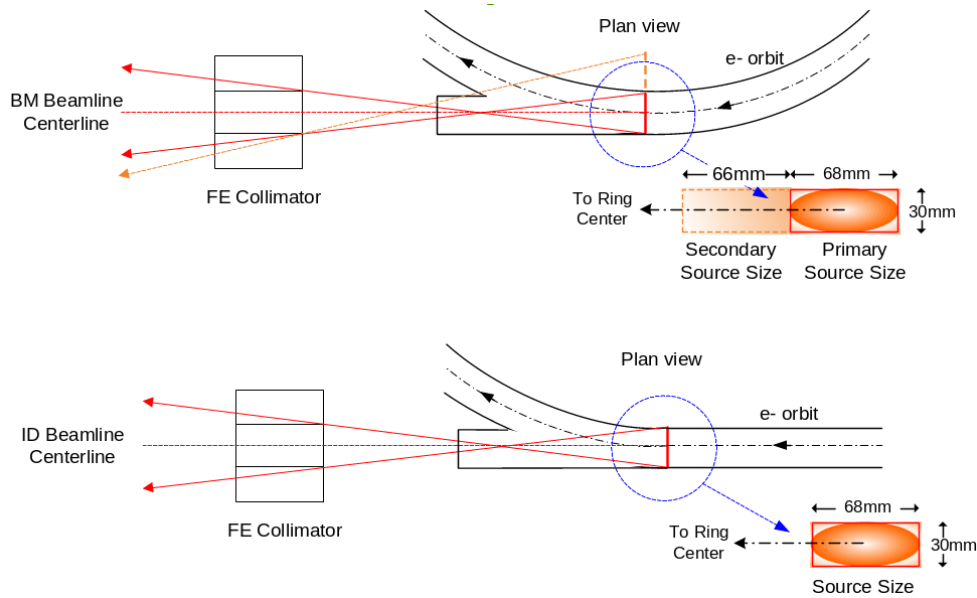 Plan view
e- orbit
BM Beamline
Centerline
FE Collimator
66mm
68mm
To Ring
Center
30mm
Secondary
Source Size
Primary
Source Size
Plan view
e- orbit
ID Beamline
Centerline
FE Collimator
68mm
To Ring
Center
30mm
Source Size